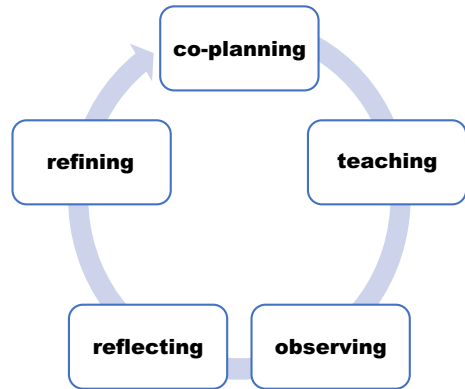 co-planning
teaching
observing
reflecting
refining